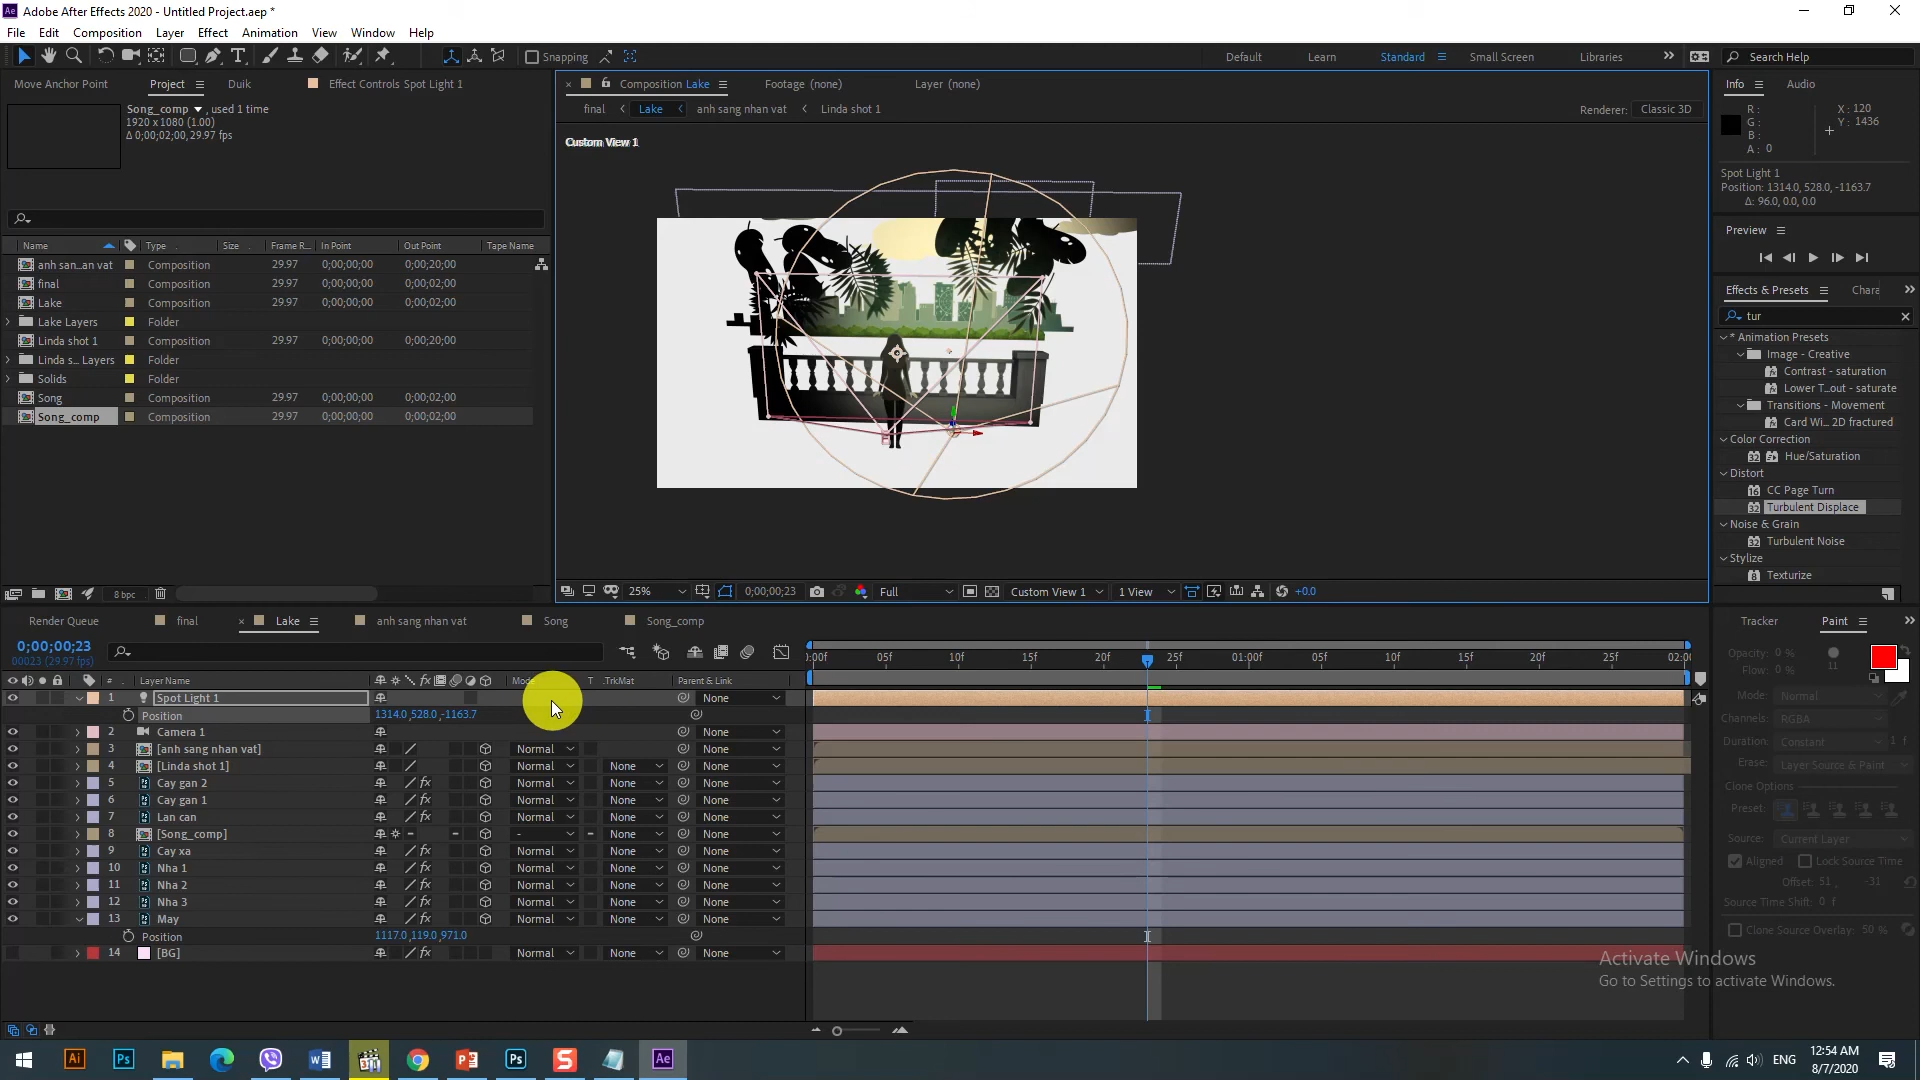 Adobe After Effects 2020 - Untitled Project.aep *
File Edit Composition Layer Effect Animation View Window Help
Snapping Default Learn Standard Small Screen Libraries Search Help
Move Anchor Point Project Duik Effect Controls Spot Light 1
Song_comp , used 1 time
1920 x 1080 (1.00)
Δ 0;00;02;00, 29.97 fps
Name Type Size Frame R... In Point Out Point Tape Name
anh san...an vat Composition 29.97 0;00;00;00 0;00;20;00
final Composition 29.97 0;00;00;00 0;00;02;00
Lake Composition 29.97 0;00;00;00 0;00;02;00
Lake Layers Folder
Linda shot 1 Composition 29.97 0;00;00;00 0;00;20;00
Linda s... Layers Folder
Solids Folder
Song Composition 29.97 0;00;00;00 0;00;02;00
Song_comp Composition 29.97 0;00;00;00 0;00;02;00
8 bpc
Composition Lake Footage (none) Layer (none)
final Lake anh sang nhan vat Linda shot 1 Renderer: Classic 3D
Custom View 1
25% 0;00;00;23 Full Custom View 1 1 View +0.0
Info Audio
R : X : 120
G : Y : 1436
B :
A : 0
Spot Light 1
Position: 1314.0, 528.0, -1163.7
Δ: 96.0, 0.0, 0.0
Preview
Effects & Presets Chara
tur
* Animation Presets
Image - Creative
Contrast - saturation
Lower T...out - saturate
Transitions - Movement
Card Wi... 2D fractured
Color Correction
Hue/Saturation
Distort
CC Page Turn
Turbulent Displace
Noise & Grain
Turbulent Noise
Stylize
Texturize
Render Queue final Lake anh sang nhan vat Song Song_comp
0;00;00;23
00023 (29.97 fps)
:00f 05f 10f 15f 20f 25f 01:00f 05f 10f 15f 20f 25f 02:00
# Layer Name Mode T .TrkMat Parent & Link
1 Spot Light 1 None
Position 1314.0,528.0,-1163.7
2 Camera 1 None
3 [anh sang nhan vat] Normal None
4 [Linda shot 1] Normal None None
5 Cay gan 2 Normal None None
6 Cay gan 1 Normal None None
7 Lan can Normal None None
8 [Song_comp] - None None
9 Cay xa Normal None None
10 Nha 1 Normal None None
11 Nha 2 Normal None None
12 Nha 3 Normal None None
13 May Normal None None
Position 1117.0,119.0,971.0
14 [BG] Normal None None
Tracker Paint
Opacity: 0 %
Flow: 0 % 11
Mode: Normal
Channels: RGBA
Duration: Constant 1 f
Erase: Layer Source & Paint
Clone Options
Preset:
Source: Current Layer
Aligned Lock Source Time
Offset: 51 , -31
Source Time Shift: 0 f
Clone Source Overlay: 50 %
Activate Windows
Go to Settings to activate Windows.
ENG
12:54 AM
8/7/2020